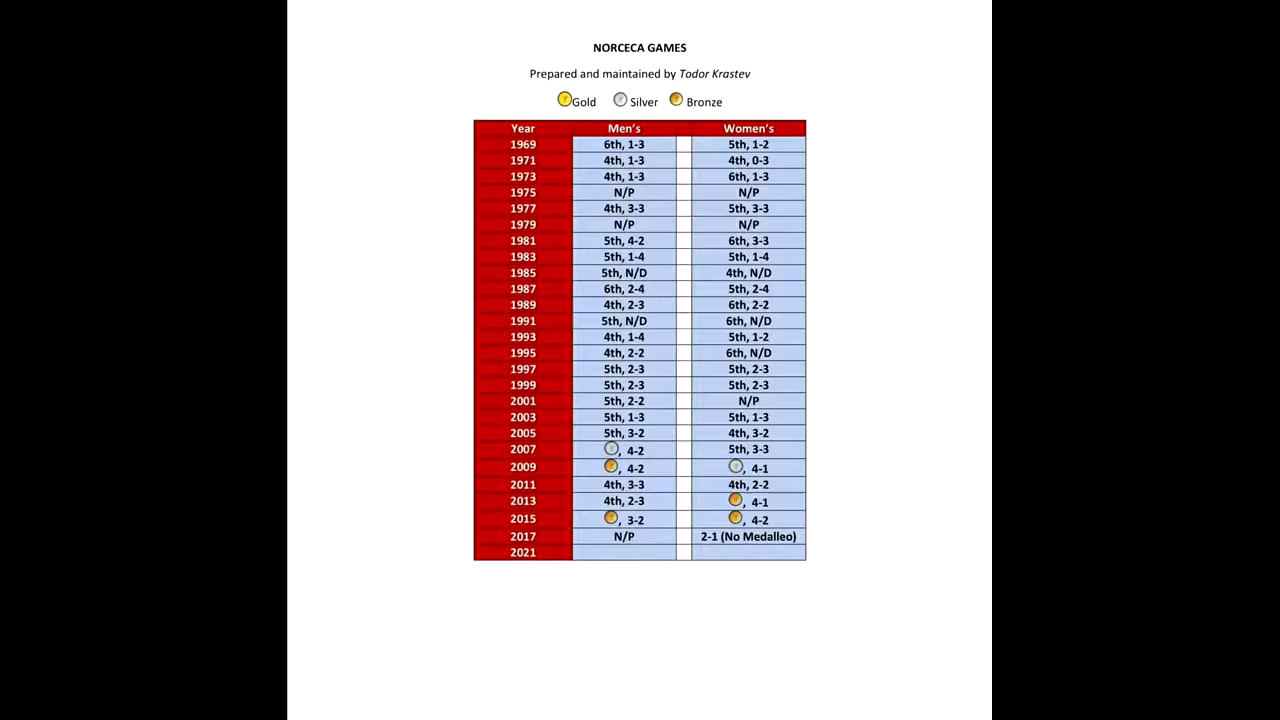 NORCECA GAMES
Prepared and maintained by Todor Krastev
Gold Silver Bronze
Year Men's Women's
1969 6th, 1-3 5th, 1-2
1971 4th, 1-3 4th, 0-3
1973 4th, 1-3 6th, 1-3
1975 N/P N/P
1977 4th, 3-3 5th, 3-3
1979 N/P N/P
1981 5th, 4-2 6th, 3-3
1983 5th, 1-4 5th, 1-4
1985 5th, N/D 4th, N/D
1987 6th, 2-4 5th, 2-4
1989 4th, 2-3 6th, 2-2
1991 5th, N/D 6th, N/D
1993 4th, 1-4 5th, 1-2
1995 4th, 2-2 6th, N/D
1997 5th, 2-3 5th, 2-3
1999 5th, 2-3 5th, 2-3
2001 5th, 2-2 N/P
2003 5th, 1-3 5th, 1-3
2005 5th, 3-2 4th, 3-2
2007 , 4-2 5th, 3-3
2009 , 4-2 , 4-1
2011 4th, 3-3 4th, 2-2
2013 4th, 2-3 , 4-1
2015 , 3-2 , 4-2
2017 N/P 2-1 (No Medalleo)
2021